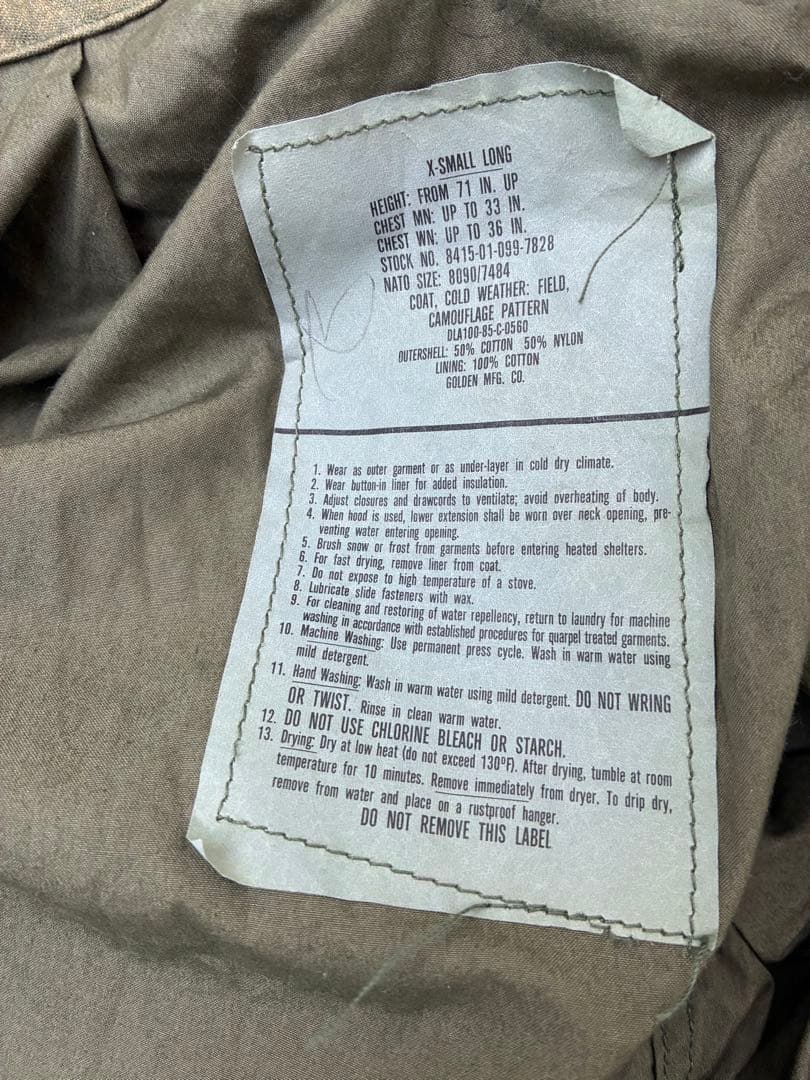 X-SMALL LONG
HEIGHT: FROM 71 IN. UP
CHEST MN: UP TO 33 IN.
CHEST WN: UP TO 36 IN.
STOCK NO. 8415-01-099-7828
NATO SIZE: 8090/7484
COAT, COLD WEATHER: FIELD,
CAMOUFLAGE PATTERN
DLA100-85-C-0560
OUTERSHELL: 50% COTTON 50% NYLON
LINING: 100% COTTON
GOLDEN MFG. CO.
1. Wear as outer garment or as under-layer in cold dry climate.
2. Wear button-in liner for added insulation.
3. Adjust closures and drawcords to ventilate; avoid overheating of body.
4. When hood is used, lower extension shall be worn over neck opening, pre-
venting water entering opening.
5. Brush snow or frost from garments before entering heated shelters.
6. For fast drying, remove liner from coat.
7. Do not expose to high temperature of a stove.
8. Lubricate slide fasteners with wax.
9. For cleaning and restoring of water repellency, return to laundry for machine
washing in accordance with established procedures for quarpel treated garments.
10. Machine Washing: Use permanent press cycle. Wash in warm water using
mild detergent.
11. Hand Washing: Wash in warm water using mild detergent. DO NOT WRING
OR TWIST. Rinse in clean warm water.
12. DO NOT USE CHLORINE BLEACH OR STARCH.
13. Drying: Dry at low heat (do not exceed 130°F). After drying, tumble at room
temperature for 10 minutes. Remove immediately from dryer. To drip dry,
remove from water and place on a rustproof hanger.
DO NOT REMOVE THIS LABEL